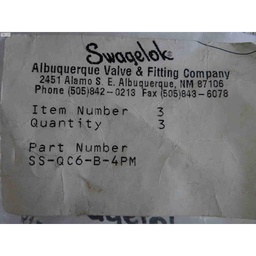 Swagelok
Albuquerque Valve & Fitting Company
2451 Alamo S. E. Albuquerque, NM 87106
Phone (505)842-0213 Fax (505)843-6078
Item Number 3
Quantity 3
Part Number
SS-QC6-B-4PM